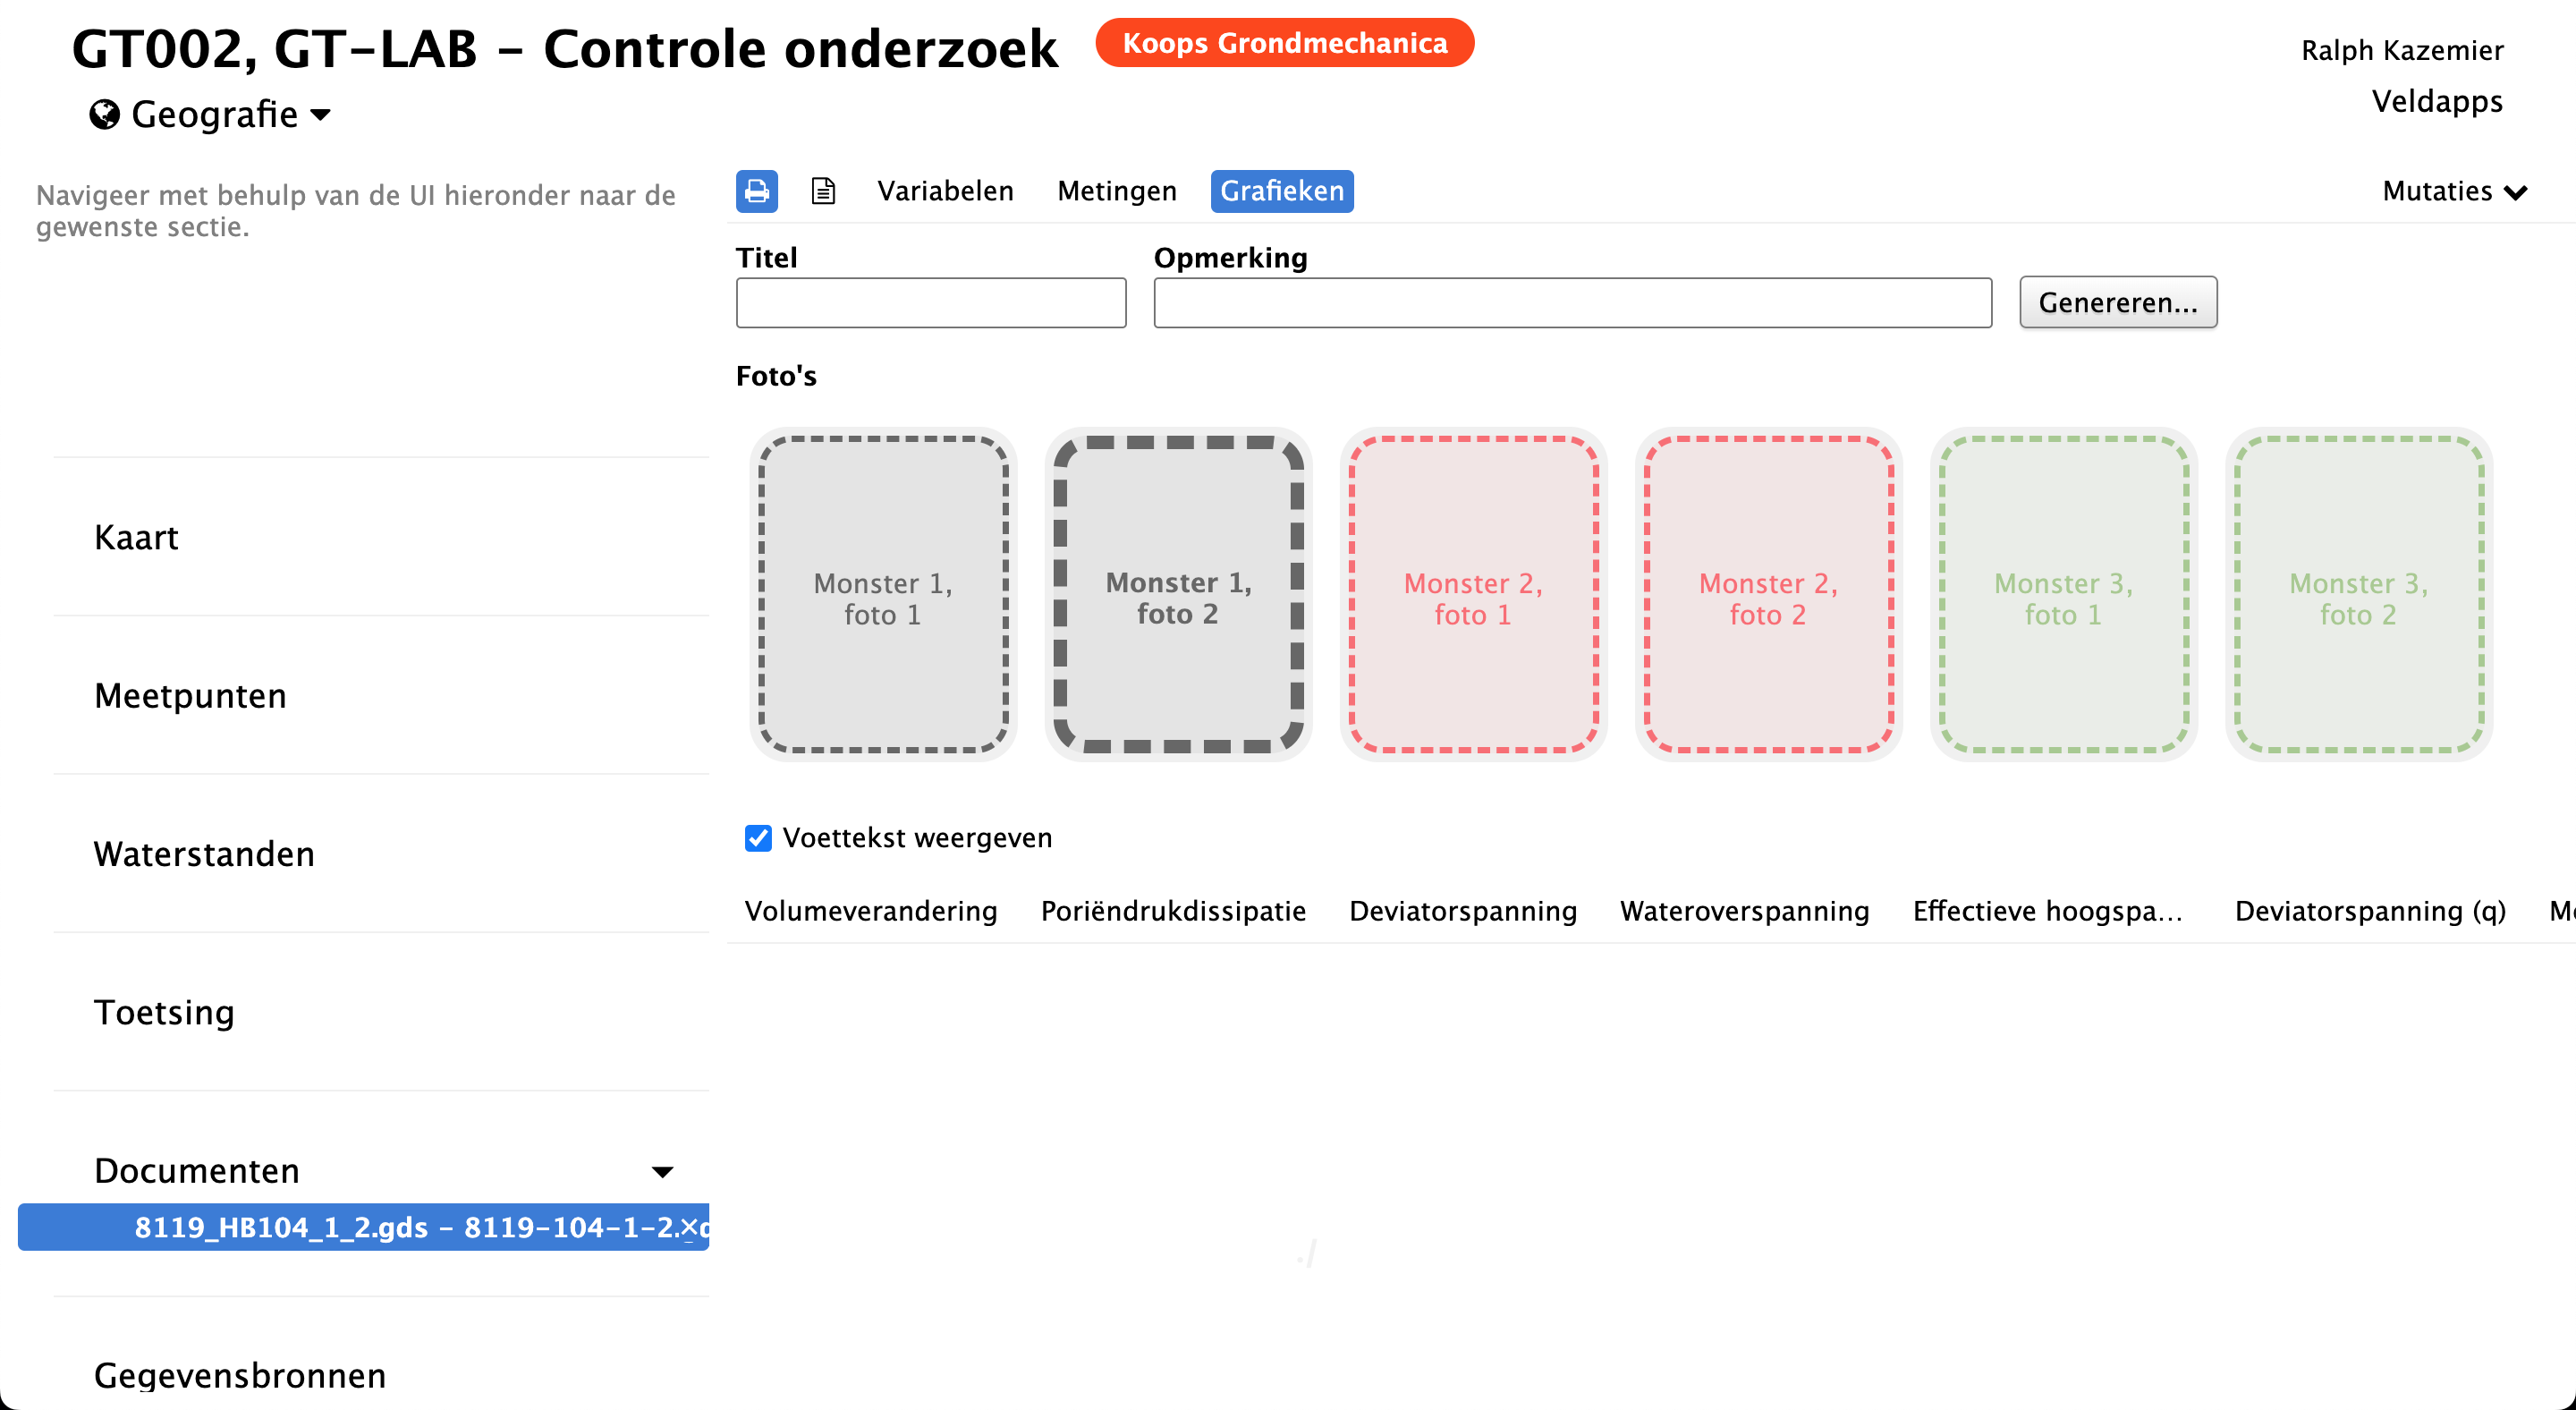 GT002, GT-LAB - Controle onderzoek
Koops Grondmechanica
Ralph Kazemier
Geografie
Veldapps
Navigeer met behulp van de UI hieronder naar de
gewenste sectie.
Variabelen
Metingen
Grafieken
Mutaties
Titel
Opmerking
Genereren...
Foto's
Monster 1,
foto 1
Monster 1,
foto 2
Monster 2,
foto 1
Monster 2,
foto 2
Monster 3,
foto 1
Monster 3,
foto 2
Voettekst weergeven
Volumeverandering
Poriëndrukdissipatie
Deviatorspanning
Wateroverspanning
Effectieve hoogspa...
Deviatorspanning (q)
Kaart
Meetpunten
Waterstanden
Toetsing
Documenten
8119_HB104_1_2.gds - 8119-104-1-2.
./
Gegevensbronnen